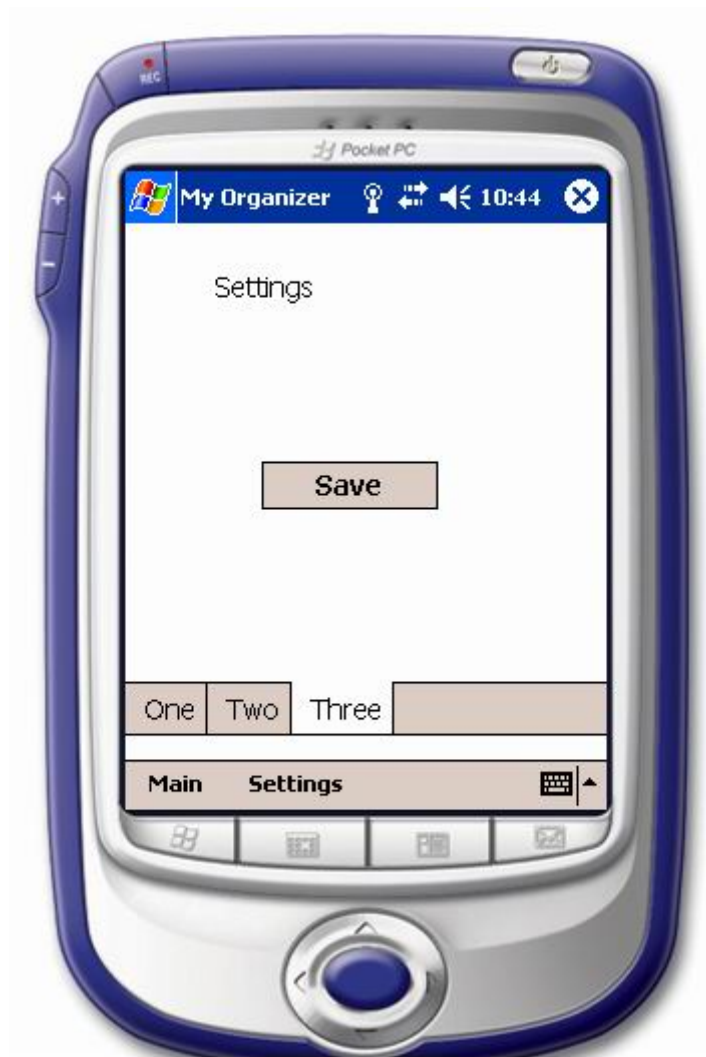 REC
Pocket PC
My Organizer 10:44
Settings
Save
One Two Three
Main Settings